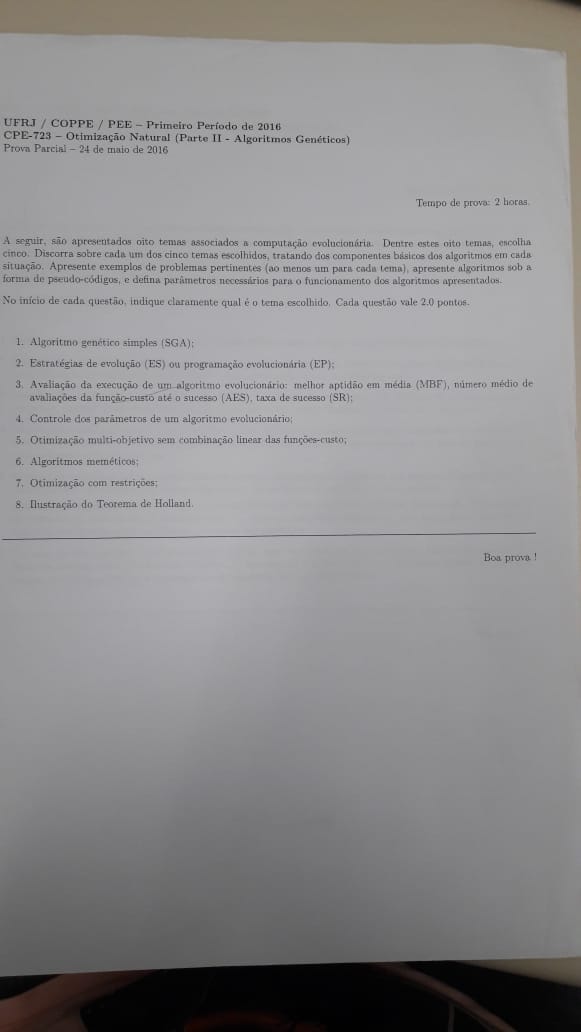 UFRJ / COPPE / PEE – Primeiro Período de 2016
CPE-723 – Otimização Natural (Parte II - Algoritmos Genéticos)
Prova Parcial – 24 de maio de 2016
Tempo de prova: 2 horas.
A seguir, são apresentados oito temas associados a computação evolucionária. Dentre estes oito temas, escolha
cinco. Discorra sobre cada um dos cinco temas escolhidos, tratando dos componentes básicos dos algoritmos em cada
situação. Apresente exemplos de problemas pertinentes (ao menos um para cada tema), apresente algoritmos sob a
forma de pseudo-códigos, e defina parâmetros necessários para o funcionamento dos algoritmos apresentados.
No início de cada questão, indique claramente qual é o tema escolhido. Cada questão vale 2.0 pontos.
1. Algoritmo genético simples (SGA);
2. Estratégias de evolução (ES) ou programação evolucionária (EP);
3. Avaliação da execução de um algoritmo evolucionário: melhor aptidão em média (MBF), número médio de
avaliações da função-custo até o sucesso (AES), taxa de sucesso (SR);
4. Controle dos parâmetros de um algoritmo evolucionário;
5. Otimização multi-objetivo sem combinação linear das funções-custo;
6. Algoritmos meméticos;
7. Otimização com restrições;
8. Ilustração do Teorema de Holland.
Boa prova !